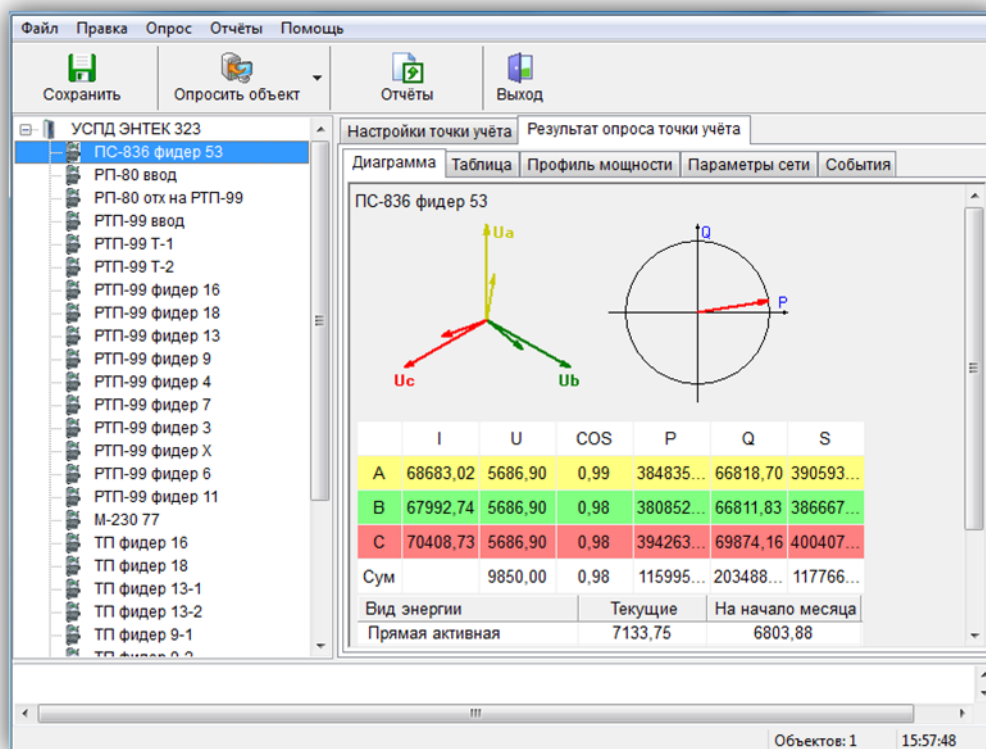 Файл Правка Опрос Отчёты Помощь
Сохранить Опросить объект Отчёты Выход
УСПД ЭНТЕК 323
ПС-836 фидер 53
РП-80 ввод
РП-80 отх на РТП-99
РТП-99 ввод
РТП-99 Т-1
РТП-99 Т-2
РТП-99 фидер 16
РТП-99 фидер 18
РТП-99 фидер 13
РТП-99 фидер 9
РТП-99 фидер 4
РТП-99 фидер 7
РТП-99 фидер 3
РТП-99 фидер Х
РТП-99 фидер 6
РТП-99 фидер 11
М-230 77
ТП фидер 16
ТП фидер 18
ТП фидер 13-1
ТП фидер 13-2
ТП фидер 9-1
Настройки точки учёта Результат опроса точки учёта
Диаграмма Таблица Профиль мощности Параметры сети События
ПС-836 фидер 53
Ua
Uc
Ub
Q
P
I U COS P Q S
A 68683,02 5686,90 0,99 384835... 66818,70 390593...
B 67992,74 5686,90 0,98 380852... 66811,83 386667...
C 70408,73 5686,90 0,98 394263... 69874,16 400407...
Сум 9850,00 0,98 115995... 203488... 117766...
Вид энергии Текущие На начало месяца
Прямая активная 7133,75 6803,88
Объектов: 1 15:57:48